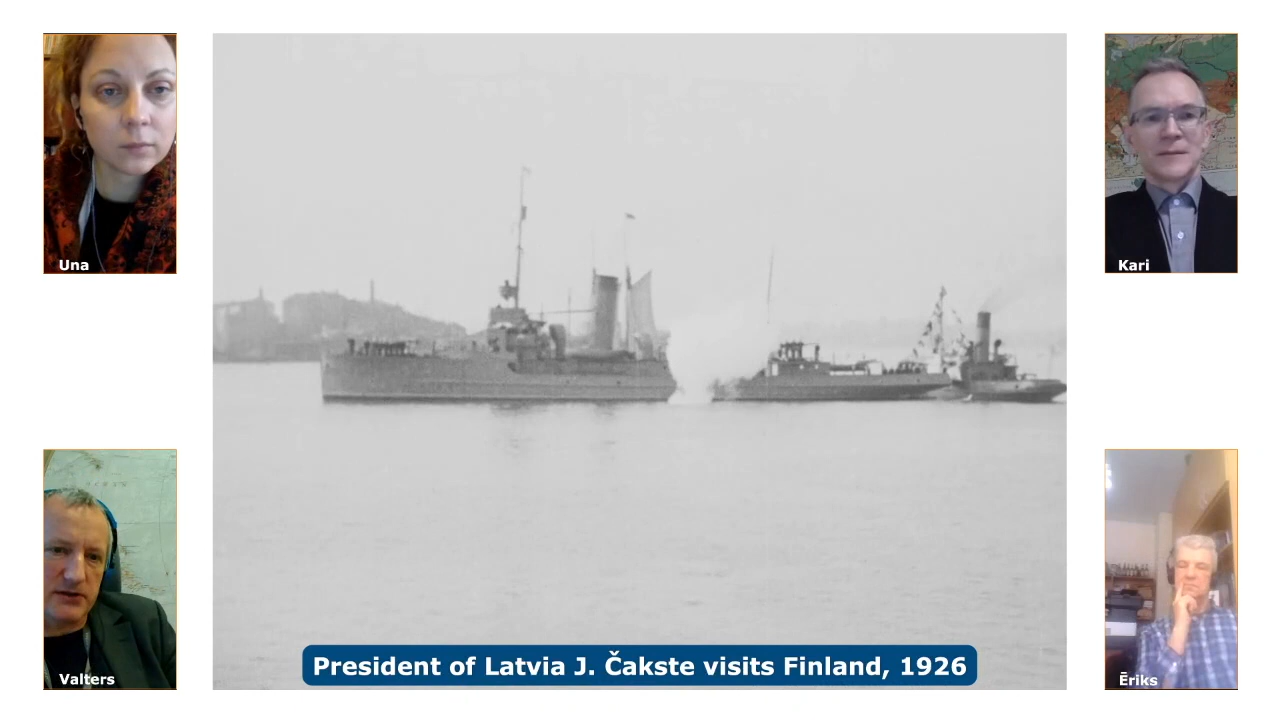 Una
Kari
Valters
Ēriks
President of Latvia J. Čakste visits Finland, 1926